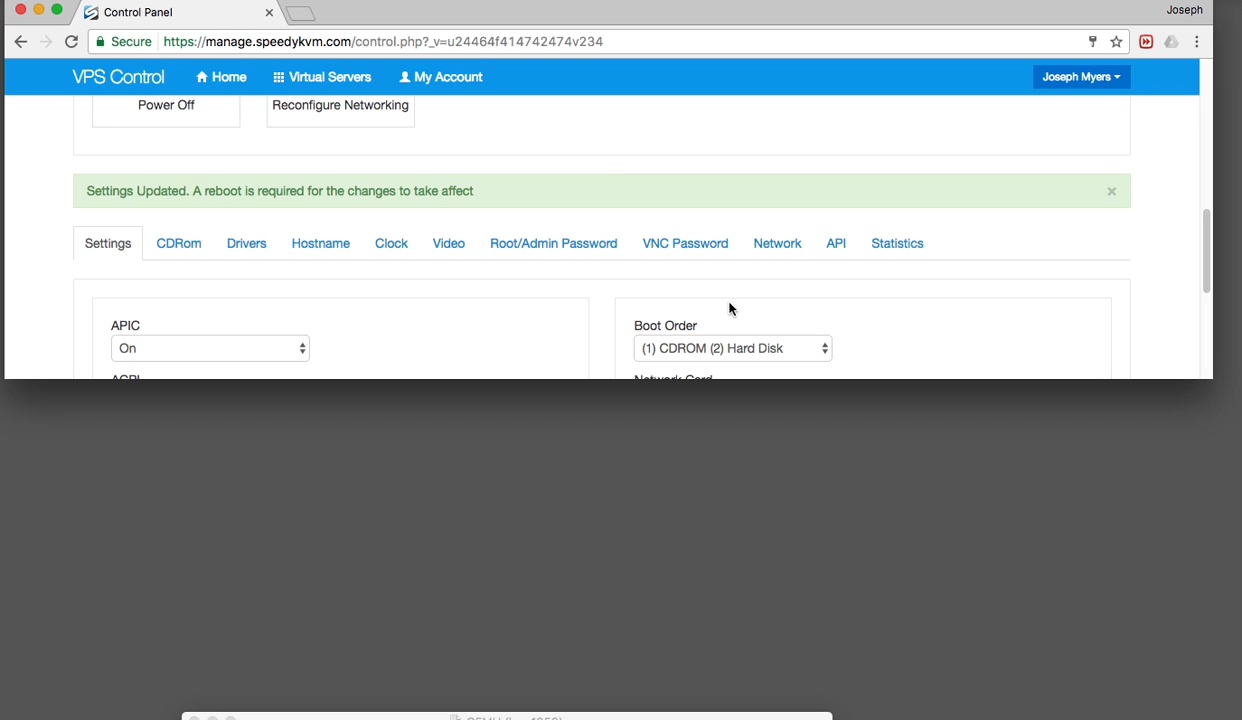 Control Panel
Joseph
Secure https://manage.speedykvm.com/control.php?_v=u24464f414742474v234
VPS Control Home Virtual Servers My Account Joseph Myers
Power Off Reconfigure Networking
Settings Updated. A reboot is required for the changes to take affect
Settings CDRom Drivers Hostname Clock Video Root/Admin Password VNC Password Network API Statistics
APIC Boot Order
On (1) CDROM (2) Hard Disk
Network Card